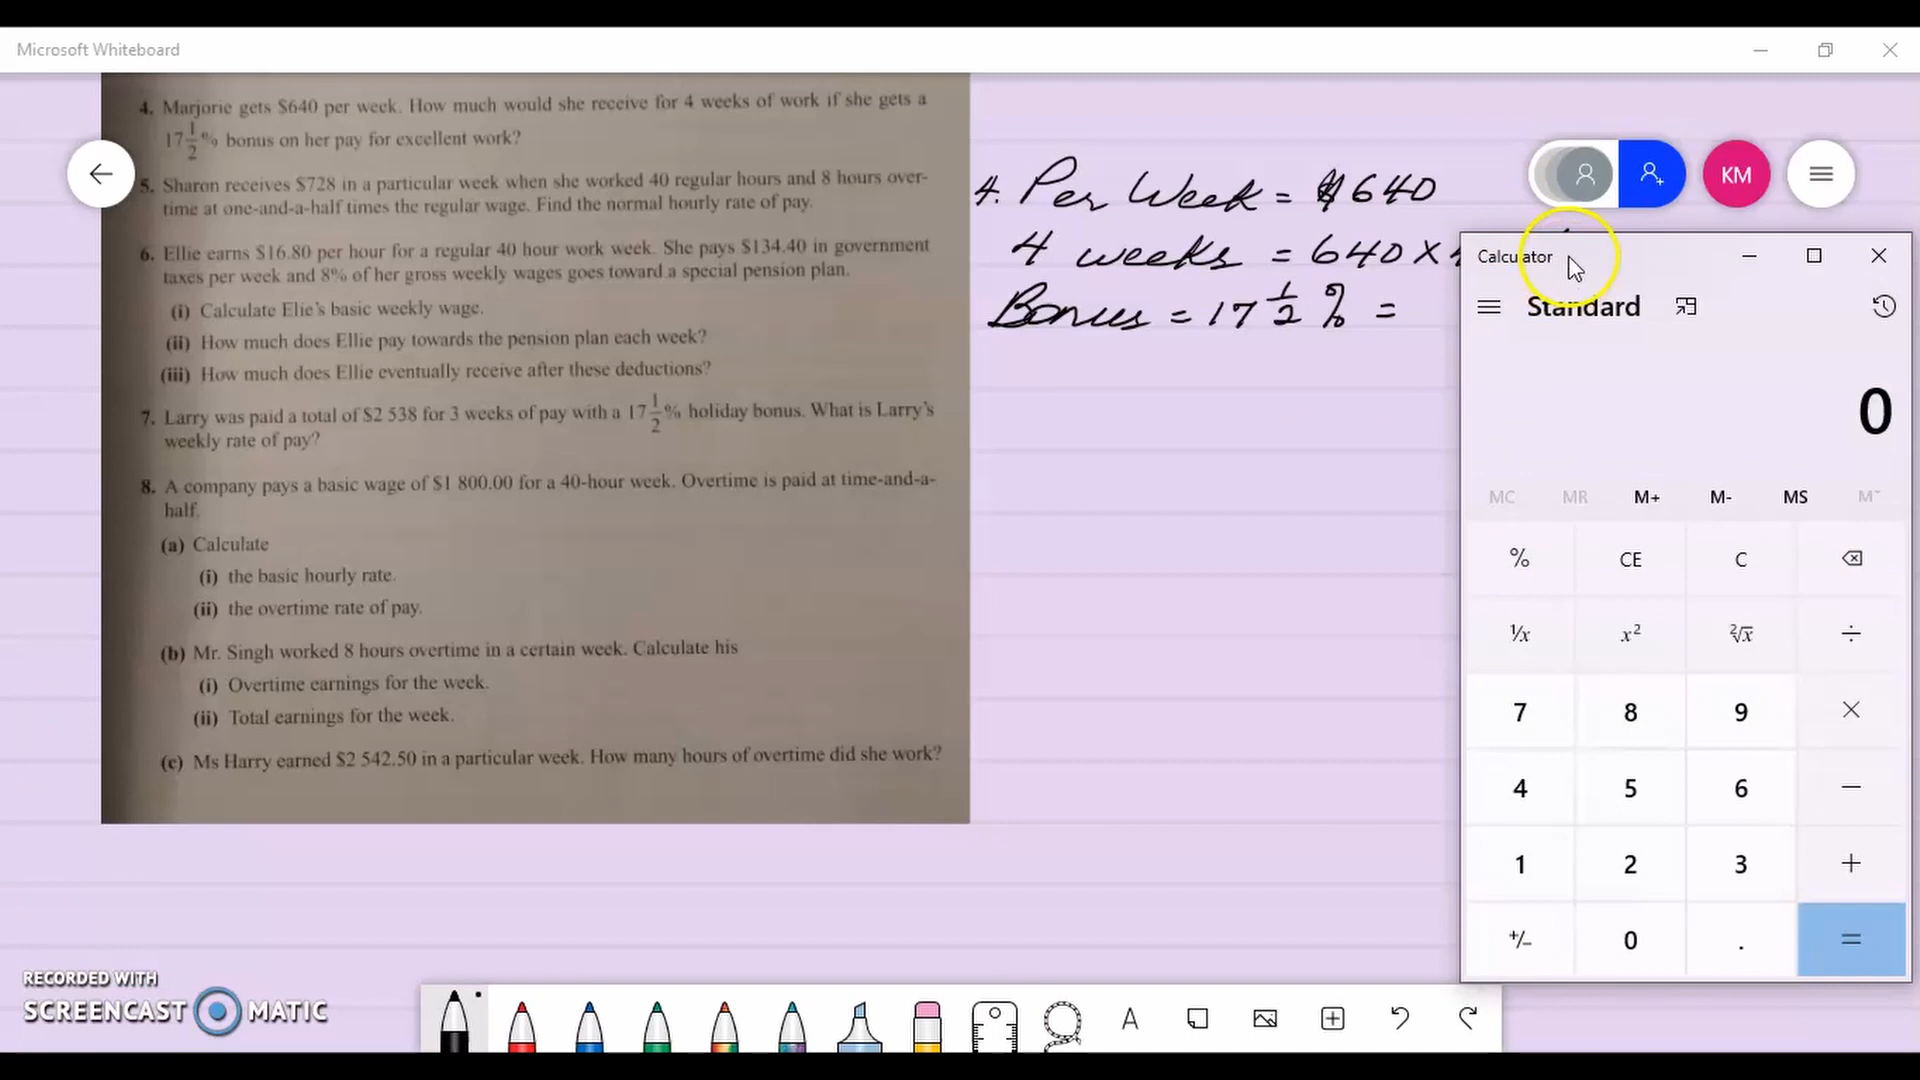 Microsoft Whiteboard
4. Marjorie gets $640 per week. How much would she receive for 4 weeks of work if she gets a
17 1/2 % bonus on her pay for excellent work?
5. Sharon receives $728 in a particular week when she worked 40 regular hours and 8 hours over-
time at one-and-a-half times the regular wage. Find the normal hourly rate of pay.
6. Ellie earns $16.80 per hour for a regular 40 hour work week. She pays $134.40 in government
taxes per week and 8% of her gross weekly wages goes toward a special pension plan.
(i) Calculate Elie's basic weekly wage.
(ii) How much does Ellie pay towards the pension plan each week?
(iii) How much does Ellie eventually receive after these deductions?
7. Larry was paid a total of $2 538 for 3 weeks of pay with a 17 1/2 % holiday bonus. What is Larry's
weekly rate of pay?
8. A company pays a basic wage of $1 800.00 for a 40-hour week. Overtime is paid at time-and-a-
half.
(a) Calculate
(i) the basic hourly rate.
(ii) the overtime rate of pay.
(b) Mr. Singh worked 8 hours overtime in a certain week. Calculate his
(i) Overtime earnings for the week.
(ii) Total earnings for the week.
(c) Ms Harry earned $2 542.50 in a particular week. How many hours of overtime did she work?
4. Per Week = $640
4 weeks = 640 ×
Bonus = 17 1/2 % =
KM
Calculator
Standard
0
MC MR M+ M- MS M˅
% CE C
1/x x² ²√x ÷
7 8 9 ×
4 5 6 −
1 2 3 +
+/− 0 . =
RECORDED WITH
SCREENCAST MATIC
A